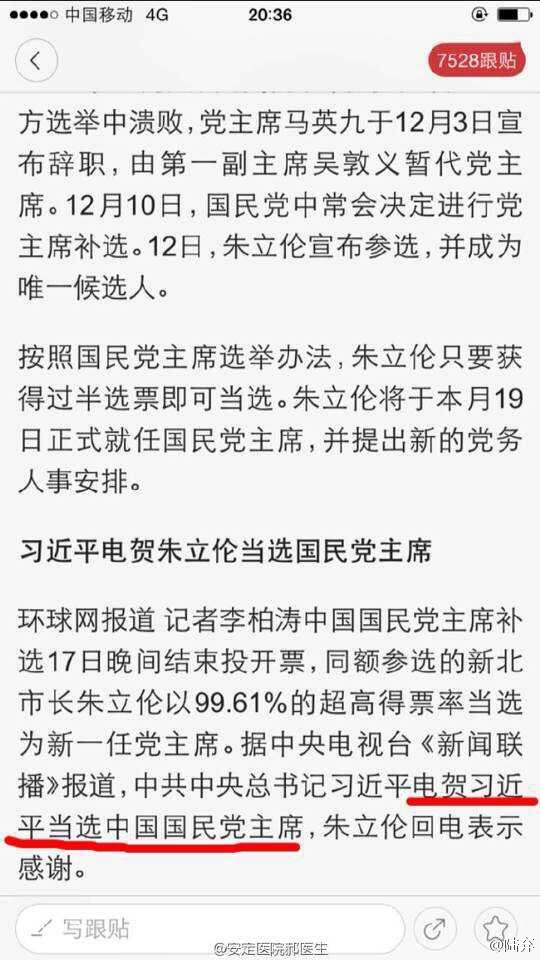 中国移动 4G 20:36
7528跟贴
方选举中溃败,党主席马英九于12月3日宣
布辞职,由第一副主席吴敦义暂代党主
席。12月10日,国民党中常会决定进行党
主席补选。12日,朱立伦宣布参选,并成为
唯一候选人。
按照国民党主席选举办法,朱立伦只要获
得过半选票即可当选。朱立伦将于本月19
日正式就任国民党主席,并提出新的党务
人事安排。
习近平电贺朱立伦当选国民党主席
环球网报道 记者李柏涛中国国民党主席补
选17日晚间结束投开票,同额参选的新北
市长朱立伦以99.61%的超高得票率当选
为新一任党主席。据中央电视台《新闻联
播》报道,中共中央总书记习近平电贺习近
平当选中国国民党主席,朱立伦回电表示
感谢。
写跟贴
@安定医院郝医生
@陆弃